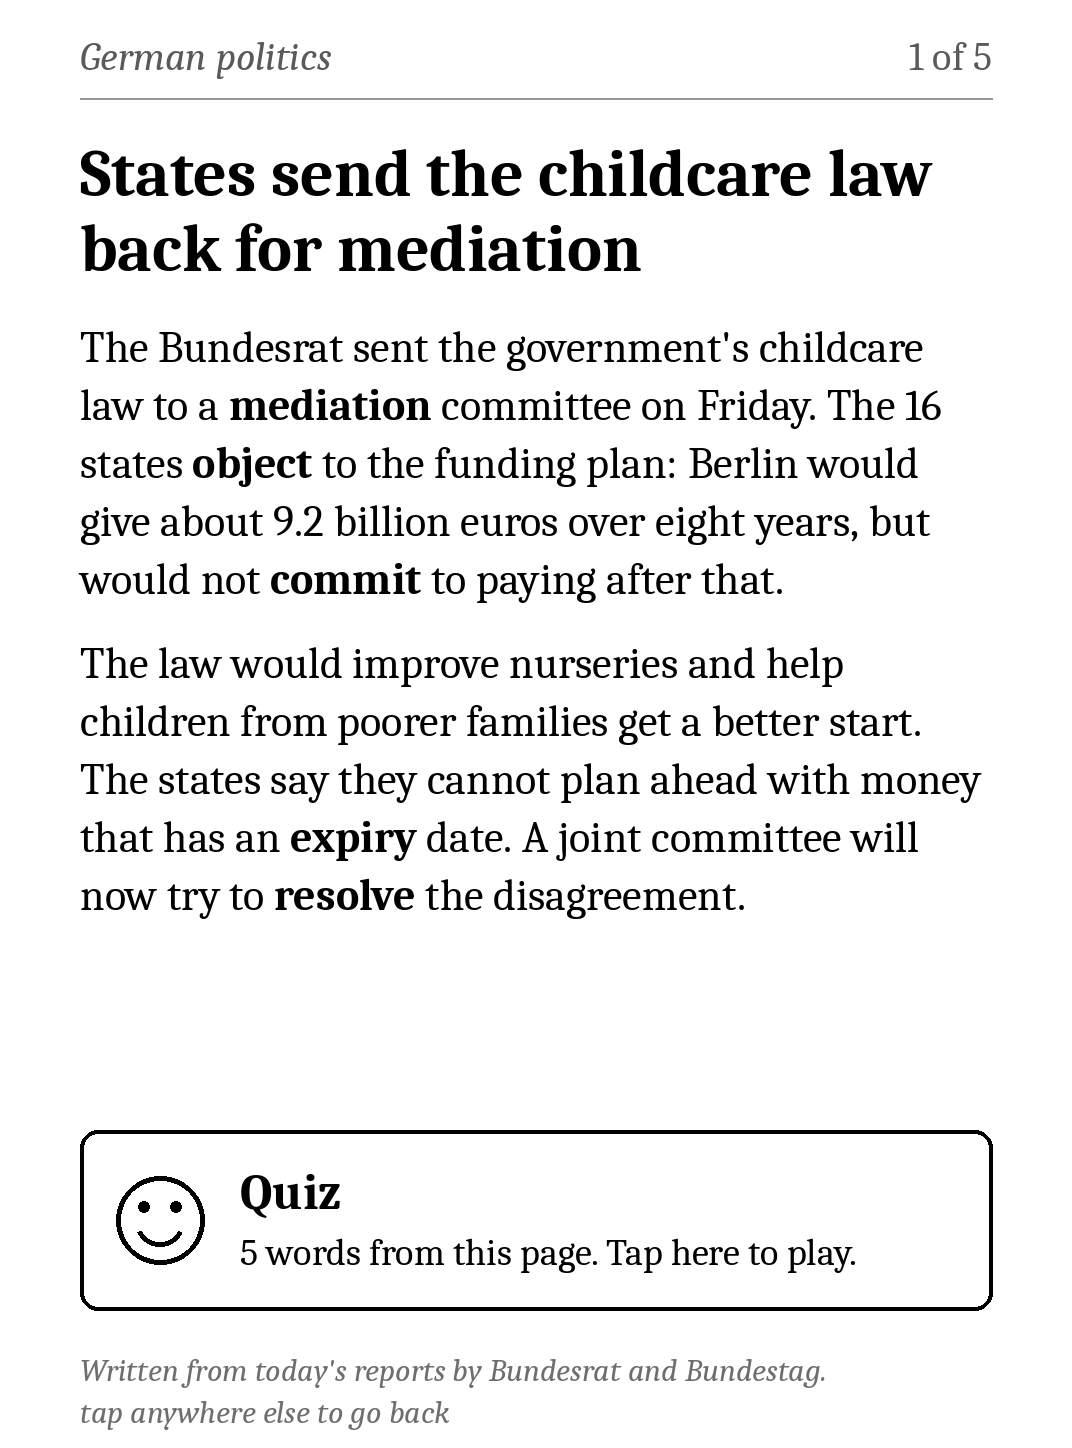 German politics
1 of 5
States send the childcare law
back for mediation
The Bundesrat sent the government's childcare
law to a mediation committee on Friday. The 16
states object to the funding plan: Berlin would
give about 9.2 billion euros over eight years, but
would not commit to paying after that.
The law would improve nurseries and help
children from poorer families get a better start.
The states say they cannot plan ahead with money
that has an expiry date. A joint committee will
now try to resolve the disagreement.
Quiz
5 words from this page. Tap here to play.
Written from today's reports by Bundesrat and Bundestag.
tap anywhere else to go back